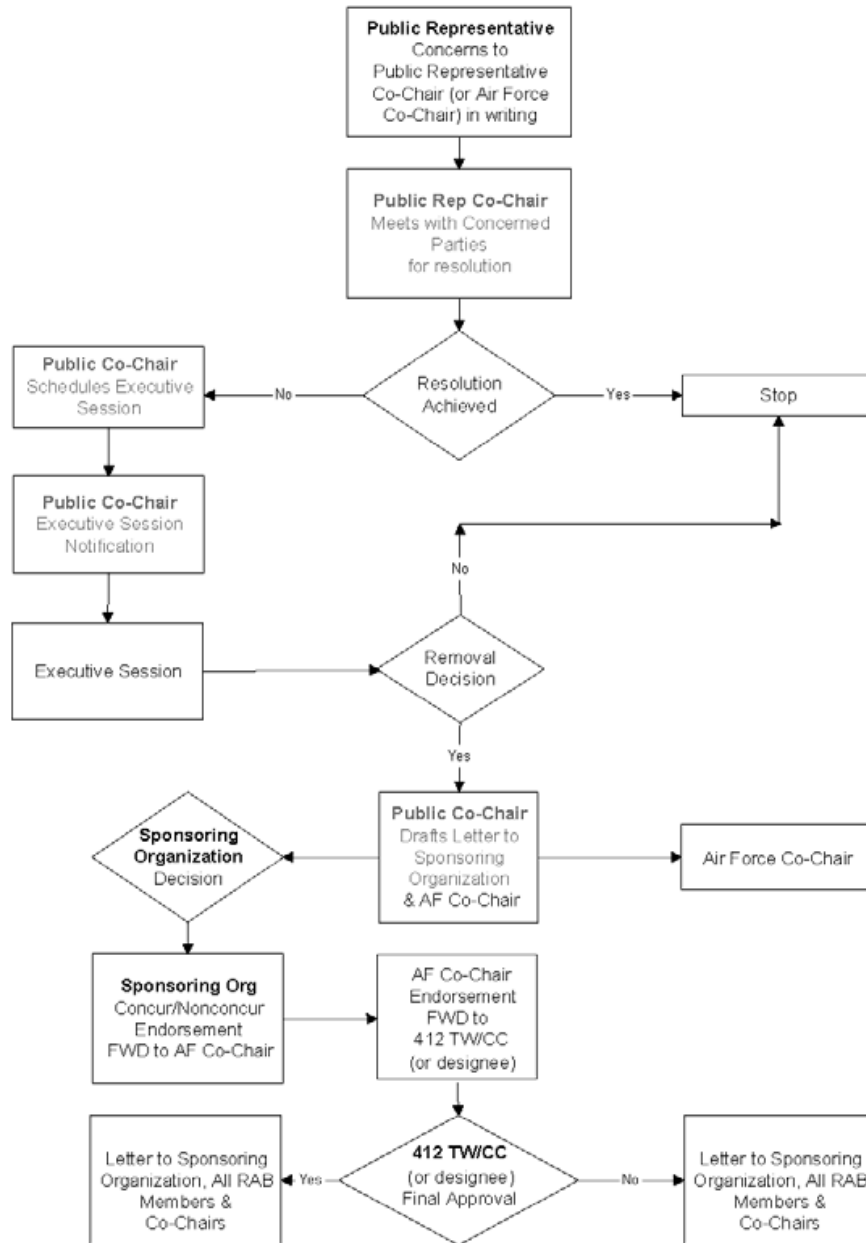 Public Representative
Concerns to
Public Representative
Co-Chair (or Air Force
Co-Chair) in writing
Public Rep Co-Chair
Meets with Concerned
Parties
for resolution
Resolution
Achieved
No
Yes
Stop
Public Co-Chair
Schedules Executive
Session
Public Co-Chair
Executive Session
Notification
Executive Session
No
Removal
Decision
Yes
Public Co-Chair
Drafts Letter to
Sponsoring
Organization
& AF Co-Chair
Sponsoring
Organization
Decision
Air Force Co-Chair
Sponsoring Org
Concur/Nonconcur
Endorsement
FWD to AF Co-Chair
AF Co-Chair
Endorsement
FWD to
412 TW/CC
(or designee)
412 TW/CC
(or designee)
Final Approval
Yes
No
Letter to Sponsoring
Organization, All RAB
Members &
Co-Chairs
Letter to Sponsoring
Organization, All RAB
Members &
Co-Chairs